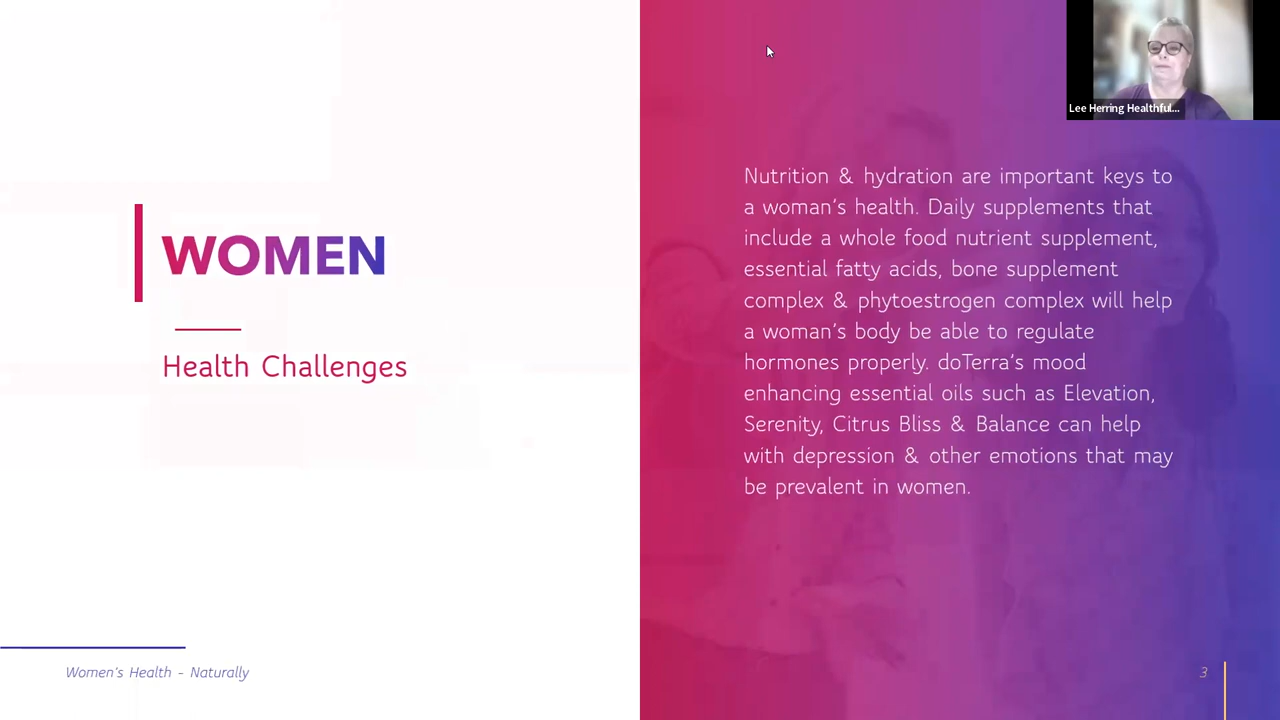 Lee Herring Healthful...
WOMEN
Health Challenges
Nutrition & hydration are important keys to
a woman's health. Daily supplements that
include a whole food nutrient supplement,
essential fatty acids, bone supplement
complex & phytoestrogen complex will help
a woman's body be able to regulate
hormones properly. doTerra's mood
enhancing essential oils such as Elevation,
Serenity, Citrus Bliss & Balance can help
with depression & other emotions that may
be prevalent in women.
Women's Health - Naturally
3